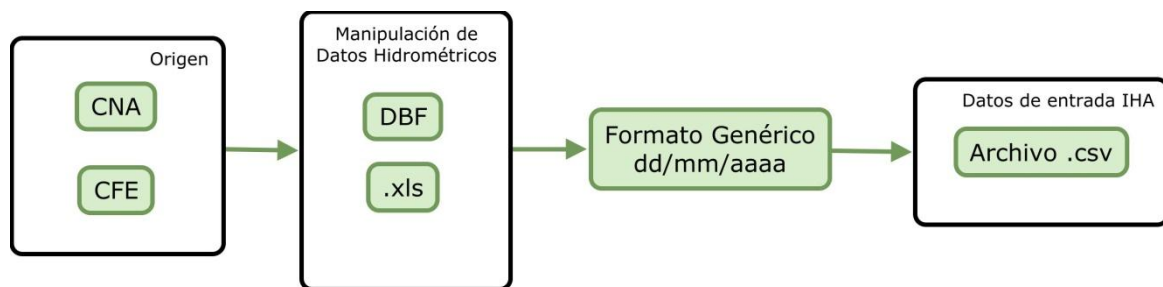 Origen
CNA
CFE
Manipulación de
Datos Hidrométricos
DBF
.xls
Formato Genérico
dd/mm/aaaa
Datos de entrada IHA
Archivo .csv